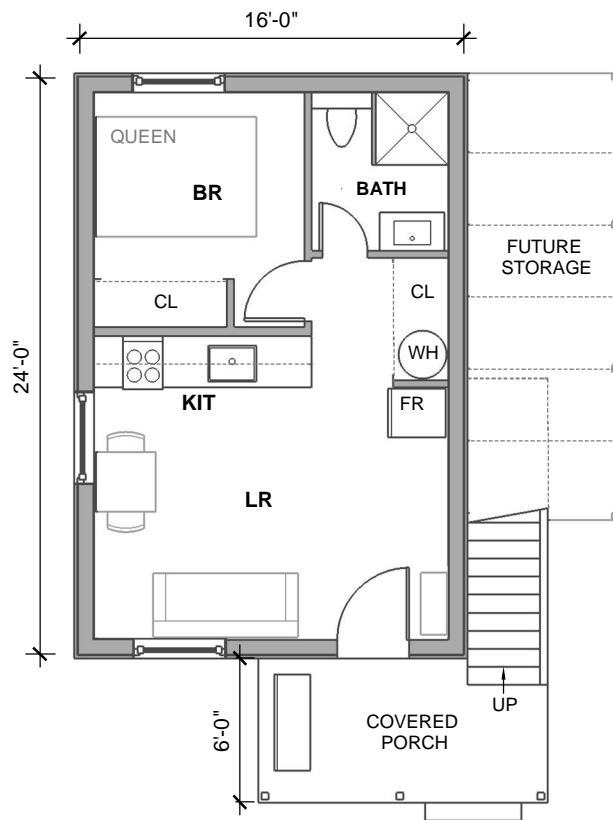 16'-0"
QUEEN
BR
BATH
FUTURE
STORAGE
CL
CL
WH
24'-0"
KIT
FR
LR
UP
6'-0"
COVERED
PORCH